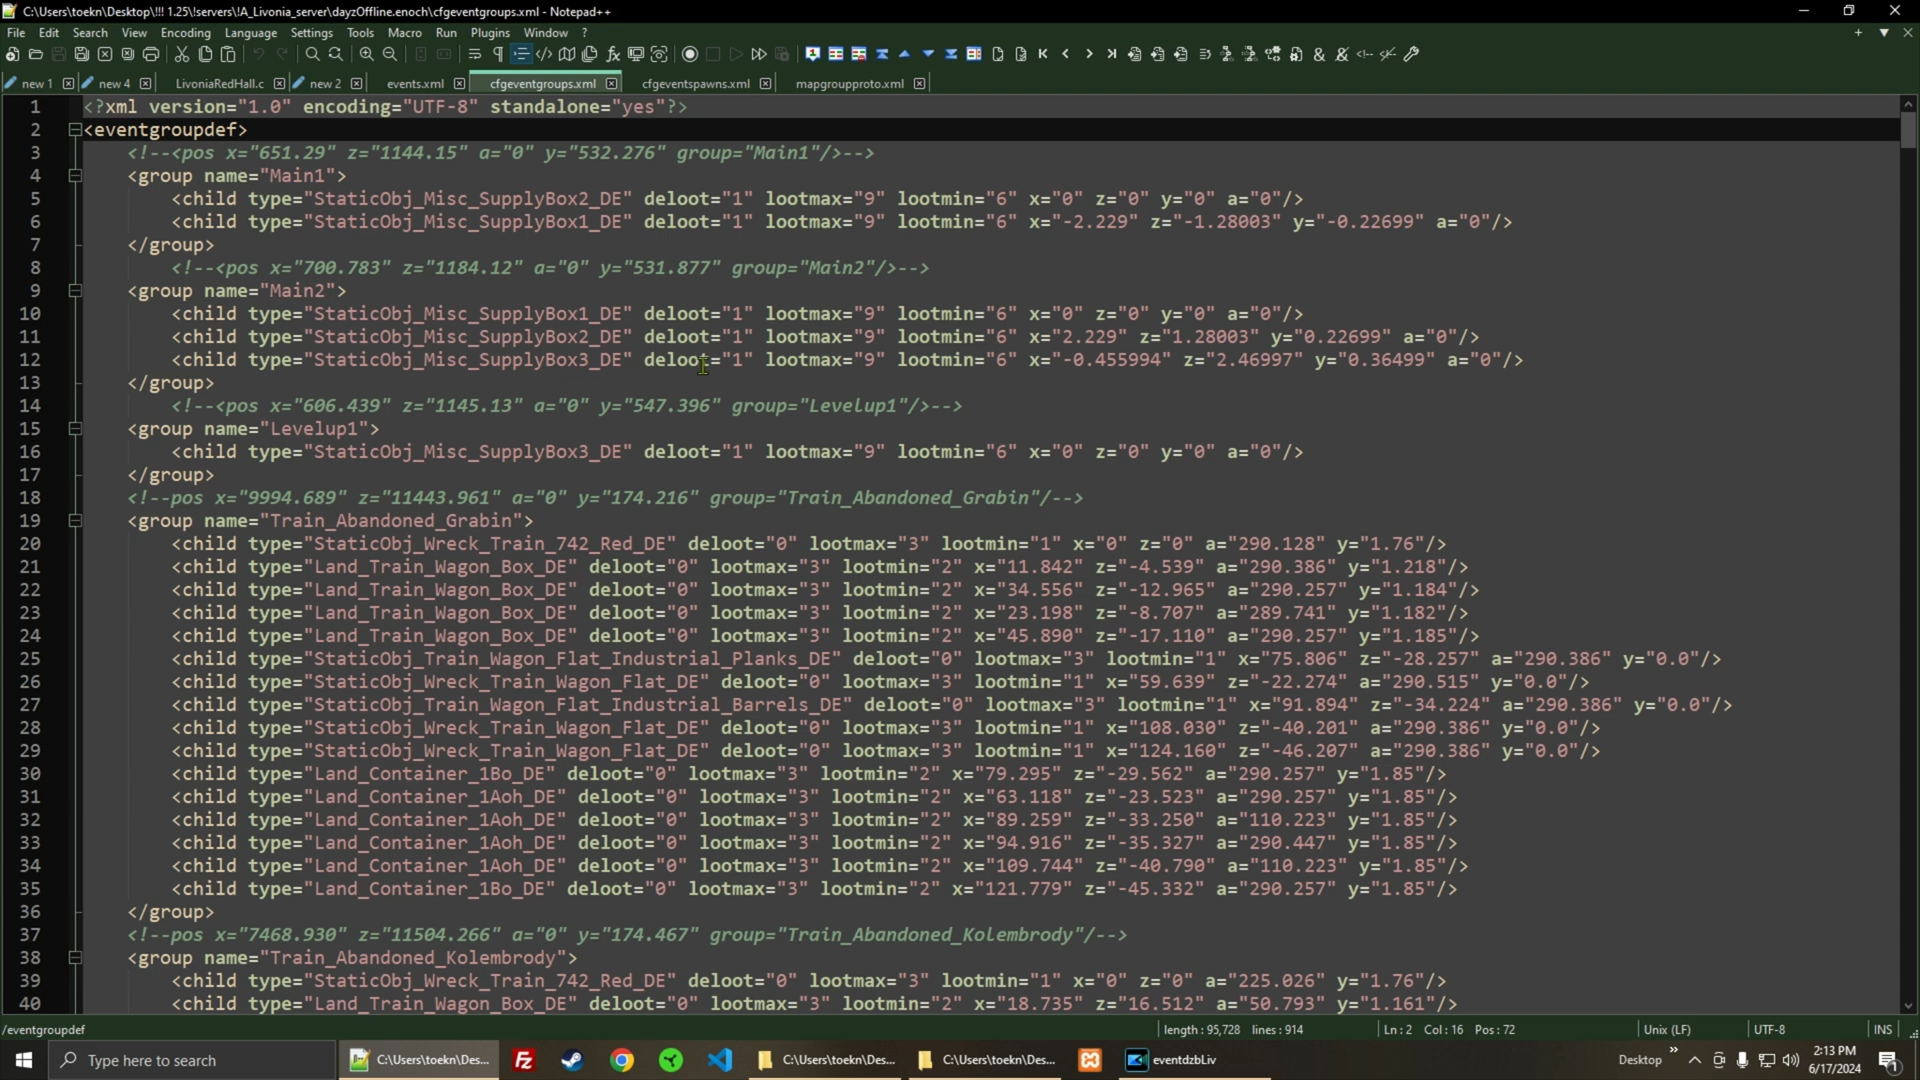 C:\Users\toekn\Desktop\!!! 1.25\!servers\!A_Livonia_server\dayzOffline.enoch\cfgeventgroups.xml - Notepad++
File Edit Search View Encoding Language Settings Tools Macro Run Plugins Window ?
new 1 new 4 LivoniaRedHall.c new 2 events.xml cfgeventgroups.xml cfgeventspawns.xml mapgroupproto.xml
1 <?xml version="1.0" encoding="UTF-8" standalone="yes"?>
2 <eventgroupdef>
3 <!--<pos x="651.29" z="1144.15" a="0" y="532.276" group="Main1"/>-->
4 <group name="Main1">
5 <child type="StaticObj_Misc_SupplyBox2_DE" deloot="1" lootmax="9" lootmin="6" x="0" z="0" y="0" a="0"/>
6 <child type="StaticObj_Misc_SupplyBox1_DE" deloot="1" lootmax="9" lootmin="6" x="-2.229" z="-1.28003" y="-0.22699" a="0"/>
7 </group>
8 <!--<pos x="700.783" z="1184.12" a="0" y="531.877" group="Main2"/>-->
9 <group name="Main2">
10 <child type="StaticObj_Misc_SupplyBox1_DE" deloot="1" lootmax="9" lootmin="6" x="0" z="0" y="0" a="0"/>
11 <child type="StaticObj_Misc_SupplyBox2_DE" deloot="1" lootmax="9" lootmin="6" x="2.229" z="1.28003" y="0.22699" a="0"/>
12 <child type="StaticObj_Misc_SupplyBox3_DE" deloot="1" lootmax="9" lootmin="6" x="-0.455994" z="2.46997" y="0.36499" a="0"/>
13 </group>
14 <!--<pos x="606.439" z="1145.13" a="0" y="547.396" group="Levelup1"/>-->
15 <group name="Levelup1">
16 <child type="StaticObj_Misc_SupplyBox3_DE" deloot="1" lootmax="9" lootmin="6" x="0" z="0" y="0" a="0"/>
17 </group>
18 <!--pos x="9994.689" z="11443.961" a="0" y="174.216" group="Train_Abandoned_Grabin"/-->
19 <group name="Train_Abandoned_Grabin">
20 <child type="StaticObj_Wreck_Train_742_Red_DE" deloot="0" lootmax="3" lootmin="1" x="0" z="0" a="290.128" y="1.76"/>
21 <child type="Land_Train_Wagon_Box_DE" deloot="0" lootmax="3" lootmin="2" x="11.842" z="-4.539" a="290.386" y="1.218"/>
22 <child type="Land_Train_Wagon_Box_DE" deloot="0" lootmax="3" lootmin="2" x="34.556" z="-12.965" a="290.257" y="1.184"/>
23 <child type="Land_Train_Wagon_Box_DE" deloot="0" lootmax="3" lootmin="2" x="23.198" z="-8.707" a="289.741" y="1.182"/>
24 <child type="Land_Train_Wagon_Box_DE" deloot="0" lootmax="3" lootmin="2" x="45.890" z="-17.110" a="290.257" y="1.185"/>
25 <child type="StaticObj_Train_Wagon_Flat_Industrial_Planks_DE" deloot="0" lootmax="3" lootmin="1" x="75.806" z="-28.257" a="290.386" y="0.0"/>
26 <child type="StaticObj_Wreck_Train_Wagon_Flat_DE" deloot="0" lootmax="3" lootmin="1" x="59.639" z="-22.274" a="290.515" y="0.0"/>
27 <child type="StaticObj_Train_Wagon_Flat_Industrial_Barrels_DE" deloot="0" lootmax="3" lootmin="1" x="91.894" z="-34.224" a="290.386" y="0.0"/>
28 <child type="StaticObj_Wreck_Train_Wagon_Flat_DE" deloot="0" lootmax="3" lootmin="1" x="108.030" z="-40.201" a="290.386" y="0.0"/>
29 <child type="StaticObj_Wreck_Train_Wagon_Flat_DE" deloot="0" lootmax="3" lootmin="1" x="124.160" z="-46.207" a="290.386" y="0.0"/>
30 <child type="Land_Container_1Bo_DE" deloot="0" lootmax="3" lootmin="2" x="79.295" z="-29.562" a="290.257" y="1.85"/>
31 <child type="Land_Container_1Aoh_DE" deloot="0" lootmax="3" lootmin="2" x="63.118" z="-23.523" a="290.257" y="1.85"/>
32 <child type="Land_Container_1Aoh_DE" deloot="0" lootmax="3" lootmin="2" x="89.259" z="-33.250" a="110.223" y="1.85"/>
33 <child type="Land_Container_1Aoh_DE" deloot="0" lootmax="3" lootmin="2" x="94.916" z="-35.327" a="290.447" y="1.85"/>
34 <child type="Land_Container_1Aoh_DE" deloot="0" lootmax="3" lootmin="2" x="109.744" z="-40.790" a="110.223" y="1.85"/>
35 <child type="Land_Container_1Bo_DE" deloot="0" lootmax="3" lootmin="2" x="121.779" z="-45.332" a="290.257" y="1.85"/>
36 </group>
37 <!--pos x="7468.930" z="11504.266" a="0" y="174.467" group="Train_Abandoned_Kolembrody"/-->
38 <group name="Train_Abandoned_Kolembrody">
39 <child type="StaticObj_Wreck_Train_742_Red_DE" deloot="0" lootmax="3" lootmin="1" x="0" z="0" a="225.026" y="1.76"/>
40 <child type="Land_Train_Wagon_Box_DE" deloot="0" lootmax="3" lootmin="2" x="18.735" z="16.512" a="50.793" y="1.161"/>
/eventgroupdef length : 95,728 lines : 914 Ln : 2 Col : 16 Pos : 72 Unix (LF) UTF-8 INS
Type here to search C:\Users\toekn\Des... C:\Users\toekn\Des... C:\Users\toekn\Des... eventdzbLiv Desktop 2:13 PM
6/17/2024